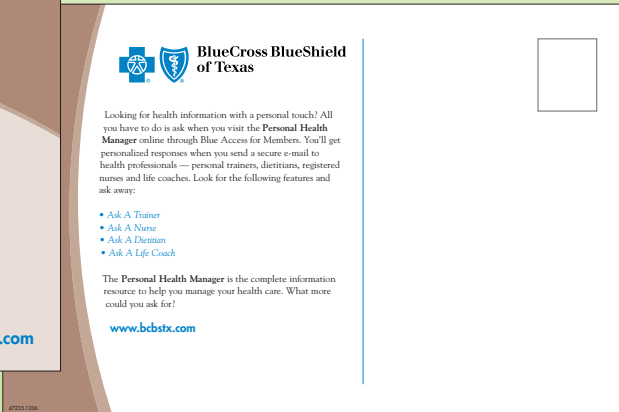 BlueCross BlueShield
of Texas
Looking for health information with a personal touch? All
you have to do is ask when you visit the Personal Health
Manager online through Blue Access for Members. You'll get
personalized responses when you send a secure e-mail to
health professionals — personal trainers, dietitians, registered
nurses and life coaches. Look for the following features and
ask away:
• Ask A Trainer
• Ask A Nurse
• Ask A Dietitian
• Ask A Life Coach
The Personal Health Manager is the complete information
resource to help you manage your health care. What more
could you ask for?
www.bcbstx.com
.com
47235.1206